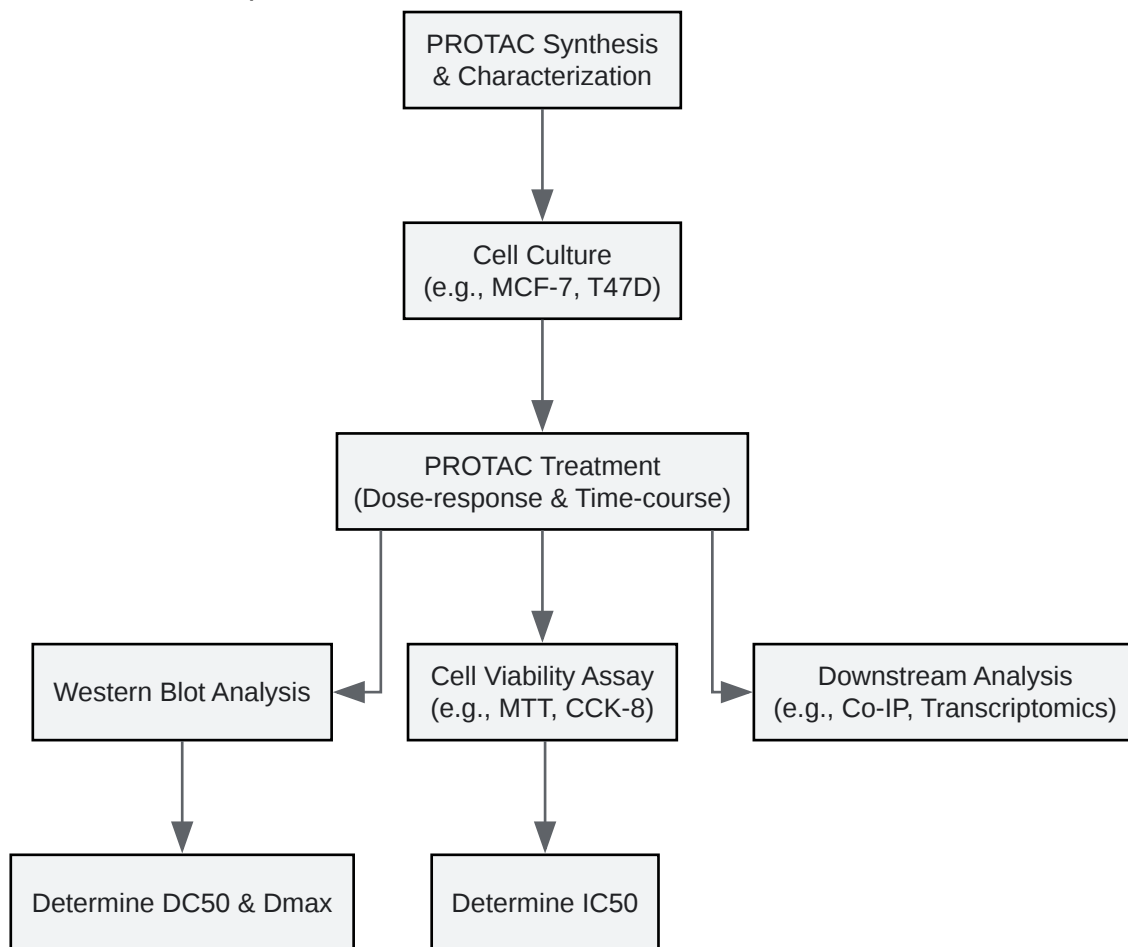 PROTAC Synthesis
& Characterization
Cell Culture
(e.g., MCF-7, T47D)
PROTAC Treatment
(Dose-response & Time-course)
Western Blot Analysis
Cell Viability Assay
(e.g., MTT, CCK-8)
Downstream Analysis
(e.g., Co-IP, Transcriptomics)
Determine DC50 & Dmax
Determine IC50